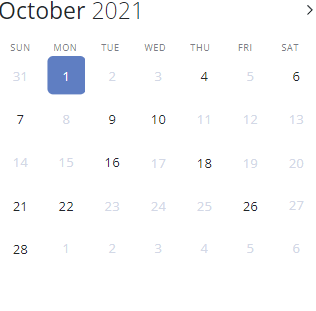 October 2021 >
SUN MON TUE WED THU FRI SAT
31 1 2 3 4 5 6
7 8 9 10 11 12 13
14 15 16 17 18 19 20
21 22 23 24 25 26 27
28 1 2 3 4 5 6